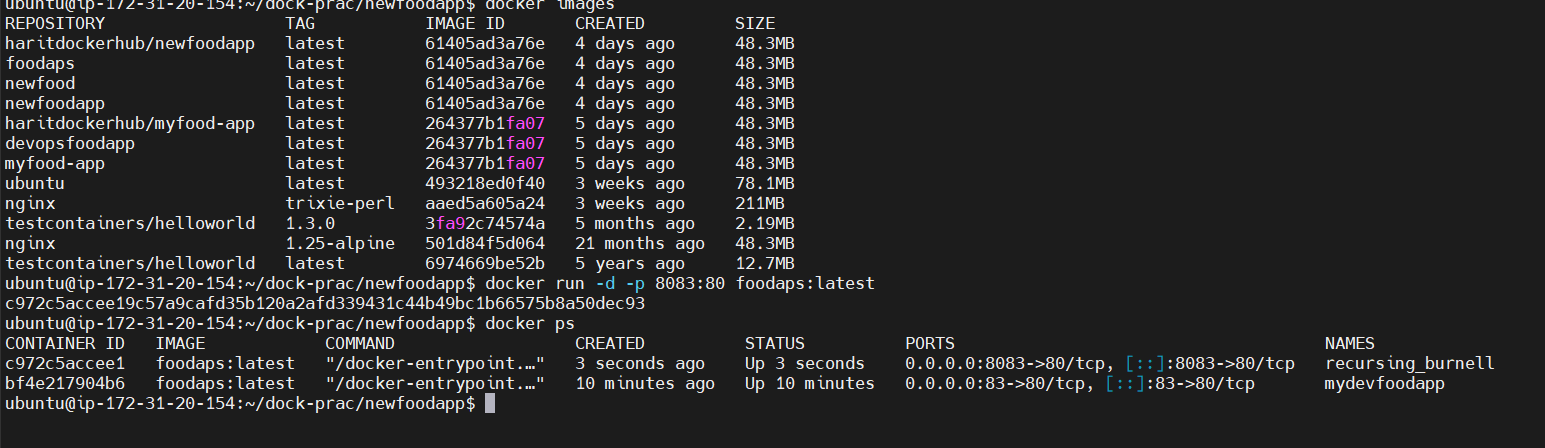 ubuntu@ip-172-31-20-154:~/dock-prac/newfoodapp$ docker images
REPOSITORY TAG IMAGE ID CREATED SIZE
haritdockerhub/newfoodapp latest 61405ad3a76e 4 days ago 48.3MB
foodaps latest 61405ad3a76e 4 days ago 48.3MB
newfood latest 61405ad3a76e 4 days ago 48.3MB
newfoodapp latest 61405ad3a76e 4 days ago 48.3MB
haritdockerhub/myfood-app latest 264377b1fa07 5 days ago 48.3MB
devopsfoodapp latest 264377b1fa07 5 days ago 48.3MB
myfood-app latest 264377b1fa07 5 days ago 48.3MB
ubuntu latest 493218ed0f40 3 weeks ago 78.1MB
nginx trixie-perl aaed5a605a24 3 weeks ago 211MB
testcontainers/helloworld 1.3.0 3fa92c74574a 5 months ago 2.19MB
nginx 1.25-alpine 501d84f5d064 21 months ago 48.3MB
testcontainers/helloworld latest 6974669be52b 5 years ago 12.7MB
ubuntu@ip-172-31-20-154:~/dock-prac/newfoodapp$ docker run -d -p 8083:80 foodaps:latest
c972c5accee19c57a9cafd35b120a2afd339431c44b49bc1b66575b8a50dec93
ubuntu@ip-172-31-20-154:~/dock-prac/newfoodapp$ docker ps
CONTAINER ID IMAGE COMMAND CREATED STATUS PORTS NAMES
c972c5accee1 foodaps:latest "/docker-entrypoint.…" 3 seconds ago Up 3 seconds 0.0.0.0:8083->80/tcp, [::]:8083->80/tcp recursing_burnell
bf4e217904b6 foodaps:latest "/docker-entrypoint.…" 10 minutes ago Up 10 minutes 0.0.0.0:83->80/tcp, [::]:83->80/tcp mydevfoodapp
ubuntu@ip-172-31-20-154:~/dock-prac/newfoodapp$